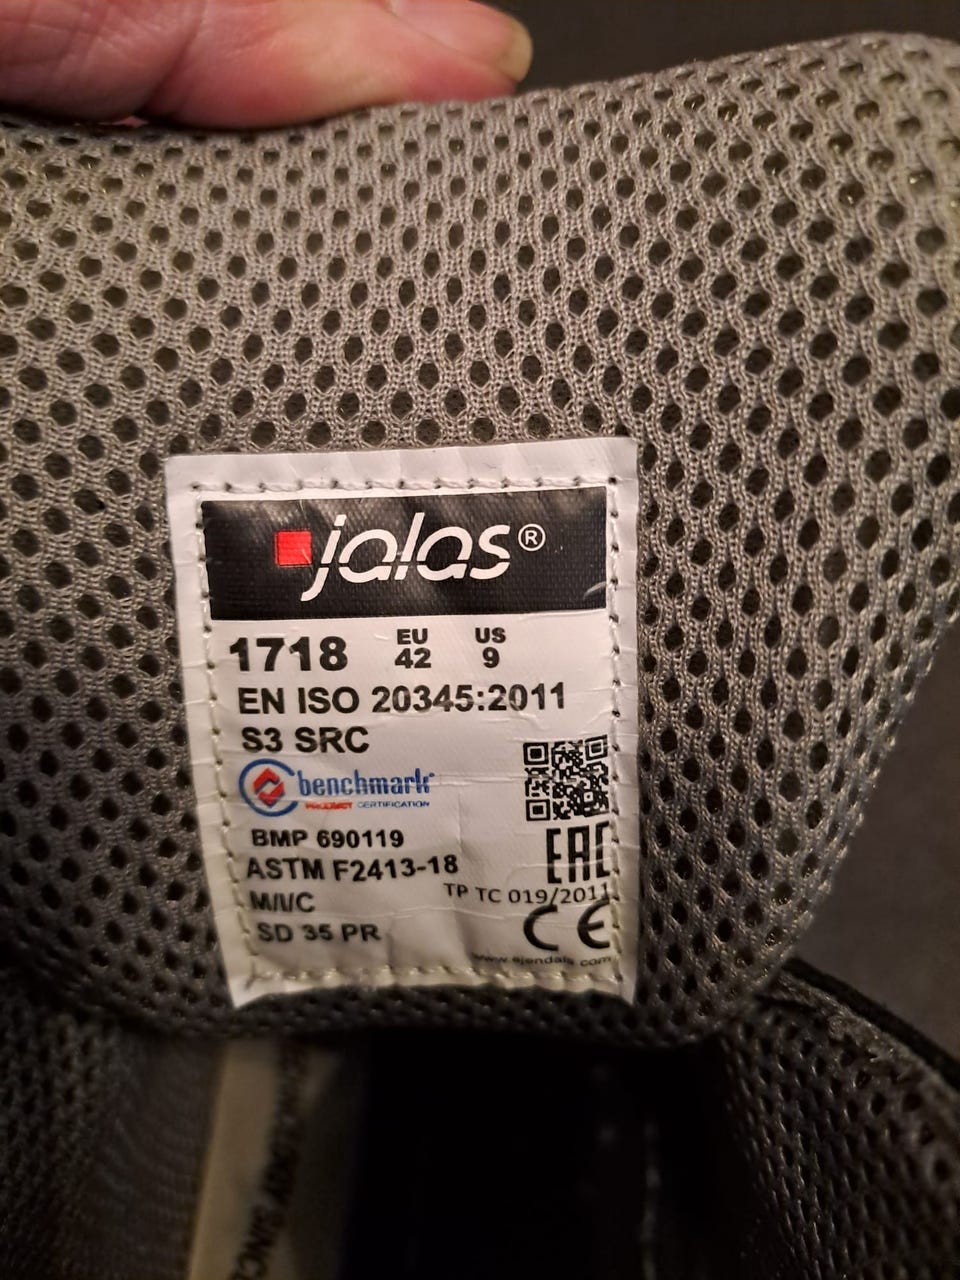 jalas®
1718 EU 42 US 9
EN ISO 20345:2011
S3 SRC
benchmark
PRODUCT CERTIFICATION
BMP 690119
EAC
ASTM F2413-18
TP TC 019/2011
M/I/C
CE
SD 35 PR
www.ejendals.com